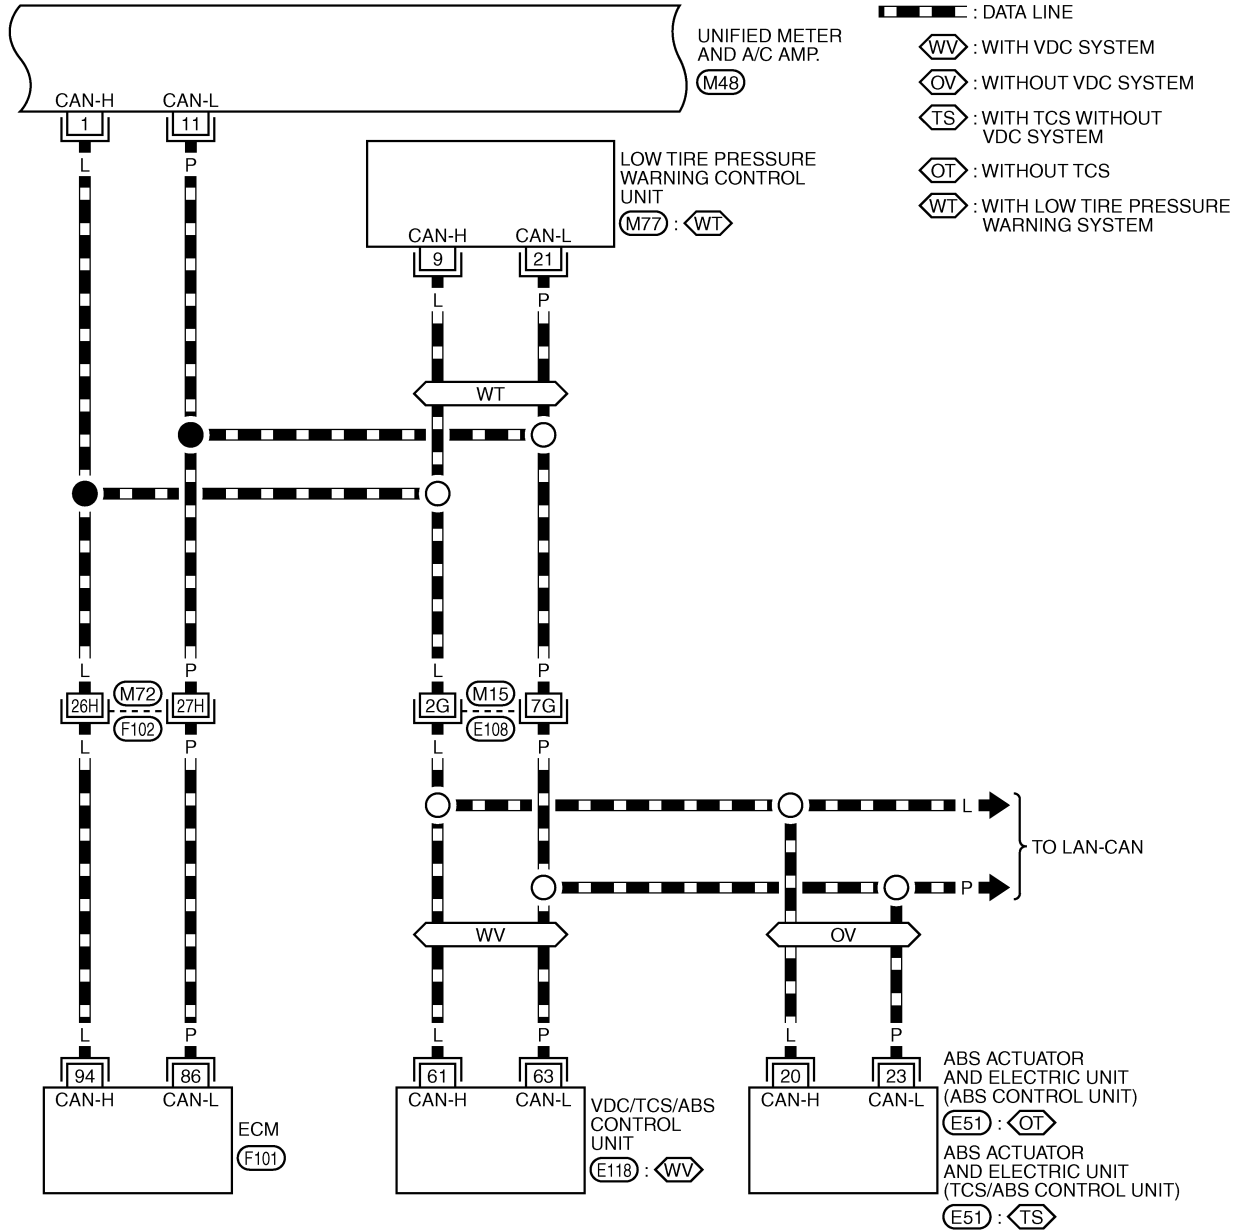 : DATA LINE
UNIFIED METER
AND A/C AMP.
M48
WV : WITH VDC SYSTEM
OV : WITHOUT VDC SYSTEM
TS : WITH TCS WITHOUT
VDC SYSTEM
OT : WITHOUT TCS
WT : WITH LOW TIRE PRESSURE
WARNING SYSTEM
CAN-H CAN-L
1 11
L P
LOW TIRE PRESSURE
WARNING CONTROL
UNIT
M77 : WT
CAN-H CAN-L
9 21
L P
WT
L P L P
26H M72 27H 2G M15 7G
F102 E108
L P L P
L
TO LAN-CAN
P
WV OV
L P L P L P
94 86 61 63 20 23
CAN-H CAN-L CAN-H CAN-L CAN-H CAN-L
ECM
F101
VDC/TCS/ABS
CONTROL
UNIT
E118 : WV
ABS ACTUATOR
AND ELECTRIC UNIT
(ABS CONTROL UNIT)
E51 : OT
ABS ACTUATOR
AND ELECTRIC UNIT
(TCS/ABS CONTROL UNIT)
E51 : TS